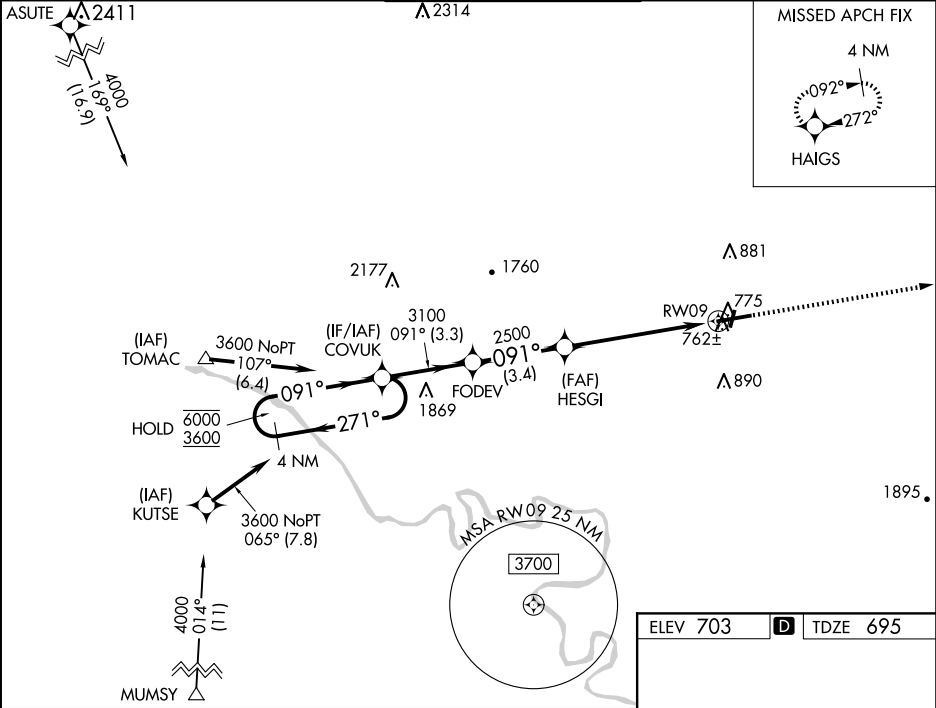 ASUTE
2411
2314
4000
169°
(16.9)
MISSED APCH FIX
4 NM
092°
272°
HAIGS
881
2177
1760
775
RW09
762±
3100
091° (3.3)
2500
091°
(3.4)
(IF/IAF)
COVUK
(IAF)
TOMAC
3600 NoPT
107°
(6.4)
091°
FODEV
(FAF)
HESGI
890
1869
HOLD
6000
3600
271°
4 NM
(IAF)
KUTSE
3600 NoPT
065° (7.8)
1895
MSA RW09 25 NM
3700
4000
014°
(11)
MUMSY
ELEV 703
D
TDZE 695